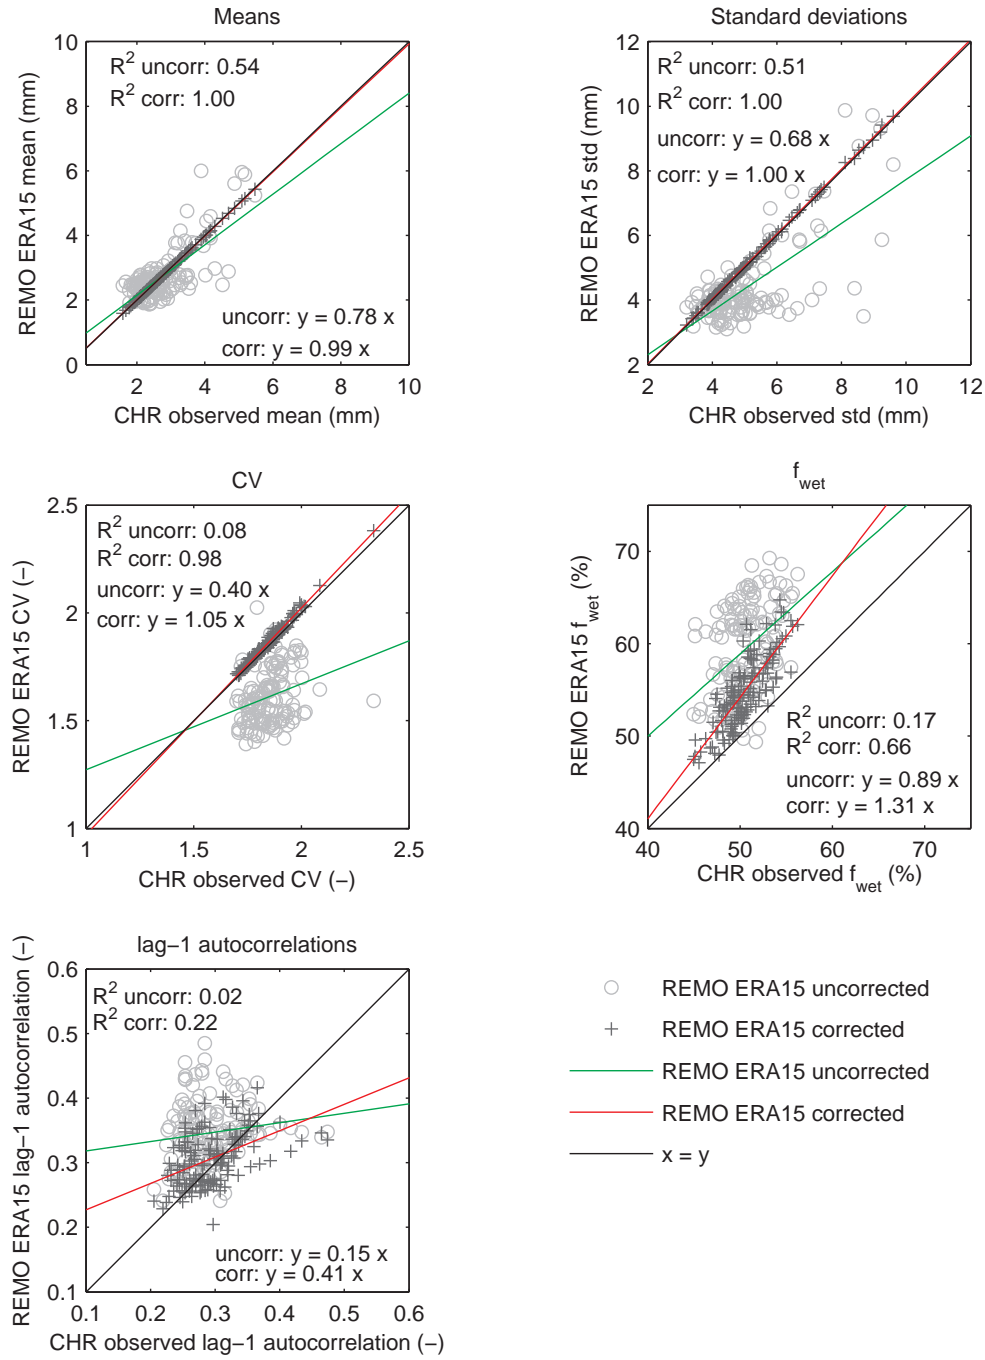 Means
10
8
6
4
2
0
2 4 6 8 10
REMO ERA15 mean (mm)
CHR observed mean (mm)
R² uncorr: 0.54
R² corr: 1.00
uncorr: y = 0.78 x
corr: y = 0.99 x
Standard deviations
12
10
8
6
4
2
2 4 6 8 10 12
REMO ERA15 std (mm)
CHR observed std (mm)
R² uncorr: 0.51
R² corr: 1.00
uncorr: y = 0.68 x
corr: y = 1.00 x
CV
2.5
2
1.5
1
1 1.5 2 2.5
REMO ERA15 CV (−)
CHR observed CV (−)
R² uncorr: 0.08
R² corr: 0.98
uncorr: y = 0.40 x
corr: y = 1.05 x
f_wet
70
60
50
40
40 50 60 70
REMO ERA15 f_wet (%)
CHR observed f_wet (%)
R² uncorr: 0.17
R² corr: 0.66
uncorr: y = 0.89 x
corr: y = 1.31 x
lag−1 autocorrelations
0.6
0.5
0.4
0.3
0.2
0.1
0.1 0.2 0.3 0.4 0.5 0.6
REMO ERA15 lag−1 autocorrelation (−)
CHR observed lag−1 autocorrelation (−)
R² uncorr: 0.02
R² corr: 0.22
uncorr: y = 0.15 x
corr: y = 0.41 x
REMO ERA15 uncorrected
REMO ERA15 corrected
REMO ERA15 uncorrected
REMO ERA15 corrected
x = y